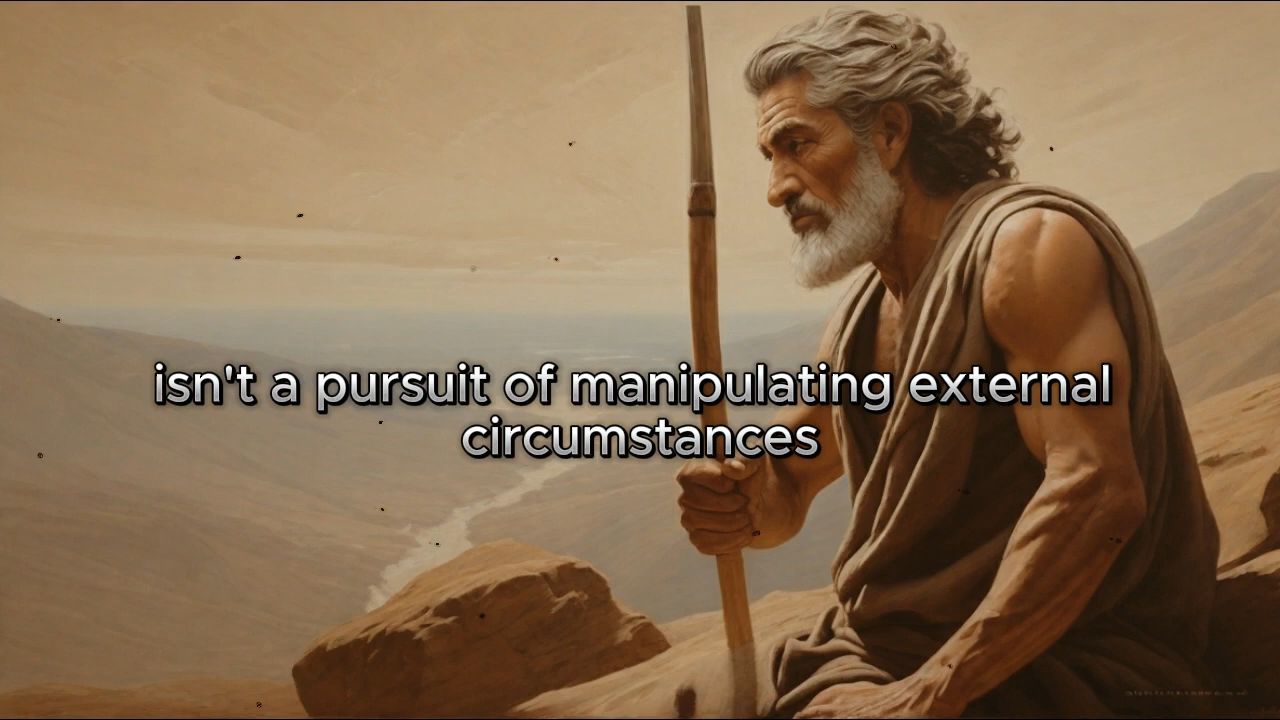 isn't a pursuit of manipulating external
circumstances